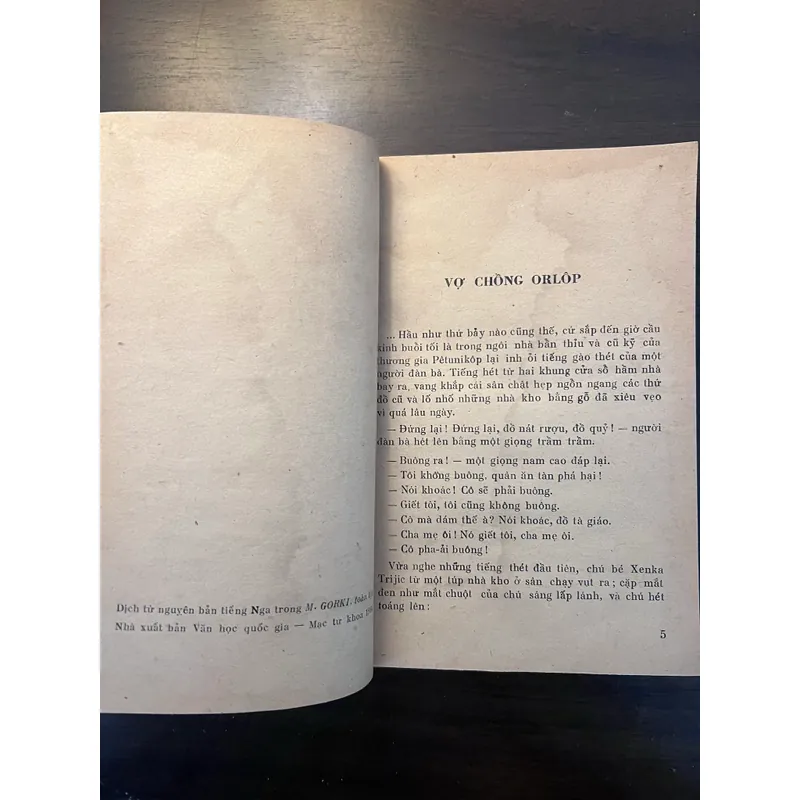 Dịch từ nguyên bản tiếng Nga trong M. GORKI, toàn
Nhà xuất bản Văn học quốc gia — Mạc tư khoa
VỢ CHỒNG ORLÔP
... Hầu như thứ bẩy nào cũng thế, cứ sắp đến giờ cầu
kinh buổi tối là trong ngôi nhà bẩn thỉu và cũ kỹ của
thương gia Pêtunikôp lại inh ỏi tiếng gào thét của một
người đàn bà. Tiếng hét từ hai khung cửa sổ hầm nhà
bay ra, vang khắp cái sân chật hẹp ngổn ngang các thứ
đồ cũ và lố nhố những nhà kho bằng gỗ đã xiêu vẹo
vì quá lâu ngày.
— Đứng lại! Đứng lại, đồ nát rượu, đồ quỷ! — người
đàn bà hét lên bằng một giọng trầm trầm.
— Buông ra! — một giọng nam cao đáp lại.
— Tôi không buông, quân ăn tàn phá hại!
— Nói khoác! Cô sẽ phải buông.
— Giết tôi, tôi cũng không buông.
— Cô mà dám thế à? Nói khoác, đồ tà giáo.
— Cha mẹ ôi! Nó giết tôi, cha mẹ ôi.
— Cô pha-ải buông!
Vừa nghe những tiếng thét đầu tiên, chú bé Xenka
Trijic từ một túp nhà kho ở sân chạy vut ra; cặp mắt
đen như mắt chuột của chú sáng lấp lánh, và chú hét
toáng lên:
5